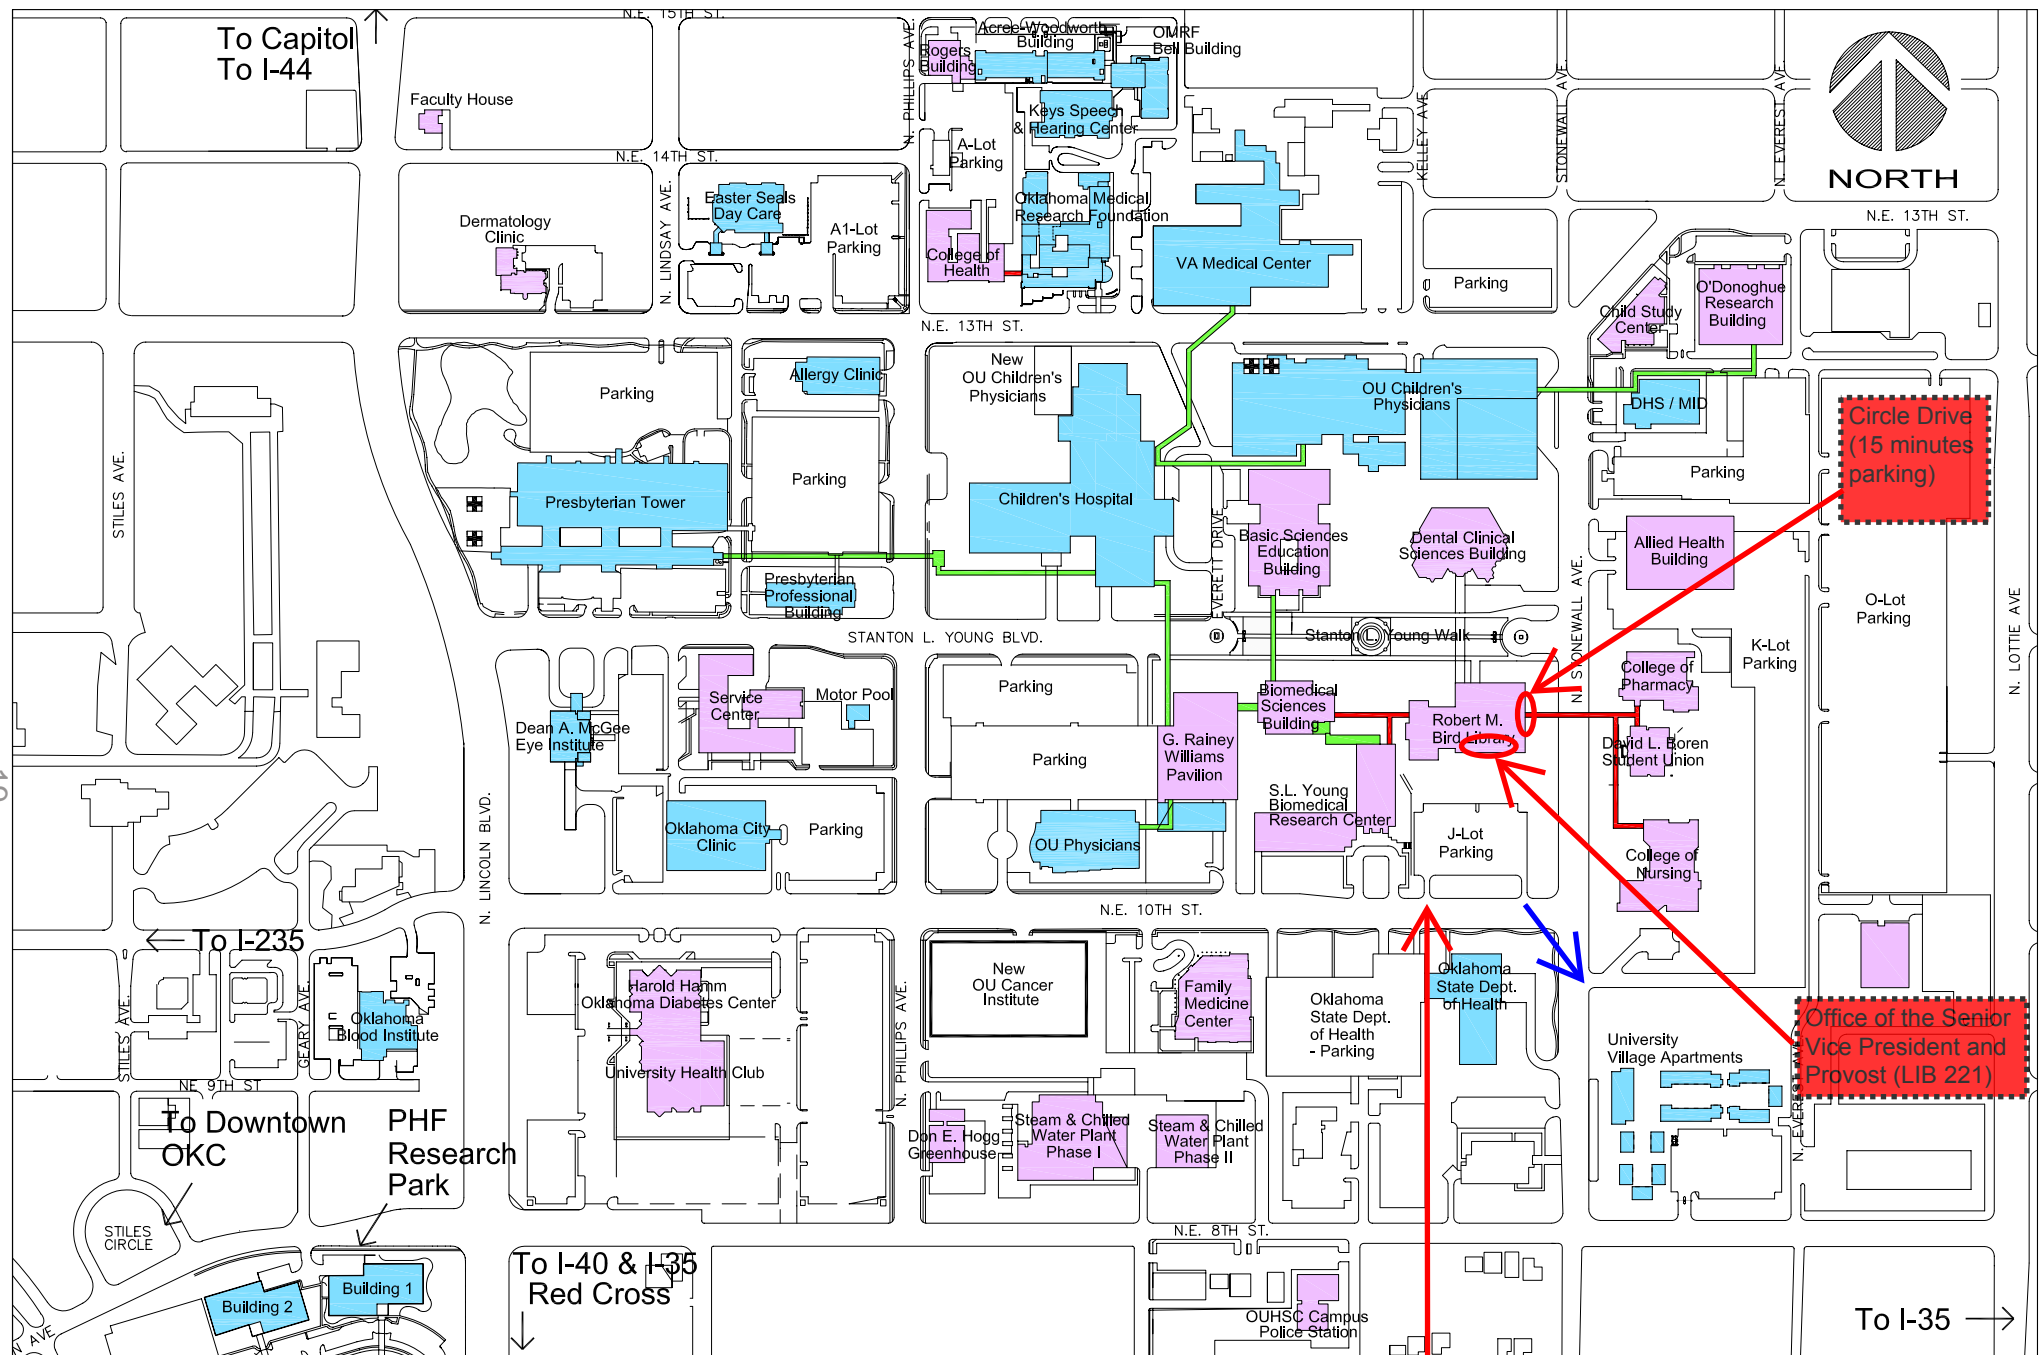 To Capitol
To I-44
N.E. 15TH ST.
Faculty House
N. PHILLIPS AVE.
Rogers
Building
Acree-Woodworth
Building
OMRF
Bell Building
Keys Speech
& Hearing Center
A-Lot
Parking
KELLEY AVE
STONEWALL AVE.
N. EVEREST AVE.
NORTH
N.E. 14TH ST.
N. LINDSAY AVE.
Easter Seals
Day Care
A1-Lot
Parking
Dermatology
Clinic
Oklahoma Medical
Research Foundation
College of
Health
VA Medical Center
Parking
N.E. 13TH ST.
O'Donoghue
Research
Building
Child Study
Center
N.E. 13TH ST.
STILES AVE.
Parking
Allergy Clinic
New
OU Children's
Physicians
OU Children's
Physicians
DHS / MID
Circle Drive
(15 minutes
parking)
Parking
Presbyterian Tower
Parking
Children's Hospital
Basic Sciences
Education
Building
EVERETT DRIVE
Dental Clinical
Sciences Building
Allied Health
Building
N. STONEWALL AVE.
Presbyterian
Professional
Building
O-Lot
Parking
N. LOTTIE AVE
STANTON L. YOUNG BLVD.
Stanton L. Young Walk
K-Lot
Parking
College of
Pharmacy
Service
Center
Motor Pool
Parking
Biomedical
Sciences
Building
Robert M.
Bird Library
Dean A. McGee
Eye Institute
Parking
G. Rainey
Williams
Pavilion
David L. Boren
Student Union
S.L. Young
Biomedical
Research Center
N. LINCOLN BLVD.
Oklahoma City
Clinic
Parking
OU Physicians
J-Lot
Parking
College of
Nursing
N.E. 10TH ST.
To I-235
STILES AVE.
GEARY AVE.
Oklahoma
Blood Institute
Harold Hamm
Oklahoma Diabetes Center
University Health Club
N. PHILLIPS AVE.
New
OU Cancer
Institute
Family
Medicine
Center
Oklahoma
State Dept.
of Health
- Parking
Oklahoma
State Dept.
of Health
University
Village Apartments
Office of the Senior
Vice President and
Provost (LIB 221)
NE 9TH ST
To Downtown
OKC
PHF
Research
Park
Don E. Hogg
Greenhouse
Steam & Chilled
Water Plant
Phase I
Steam & Chilled
Water Plant
Phase II
STILES
CIRCLE
N.E. 8TH ST.
To I-40 & I-35
Red Cross
Building 1
Building 2
OUHSC Campus
Police Station
To I-35